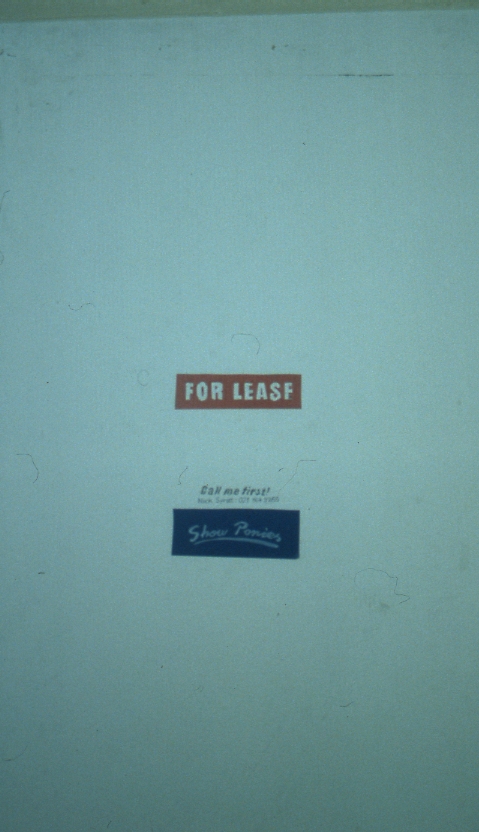 FOR LEASE
Call me first!
Show Ponies